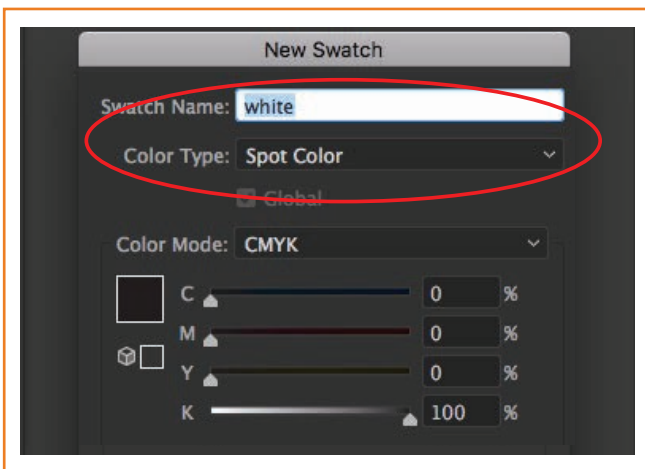 New Swatch
Swatch Name: white
Color Type: Spot Color
Global
Color Mode: CMYK
C 0 %
M 0 %
Y 0 %
K 100 %